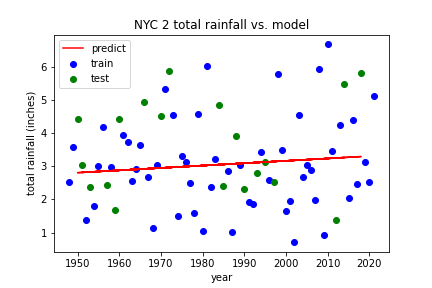 NYC 2 total rainfall vs. model
predict
train
test
total rainfall (inches)
6
5
4
3
2
1
1950 1960 1970 1980 1990 2000 2010 2020
year